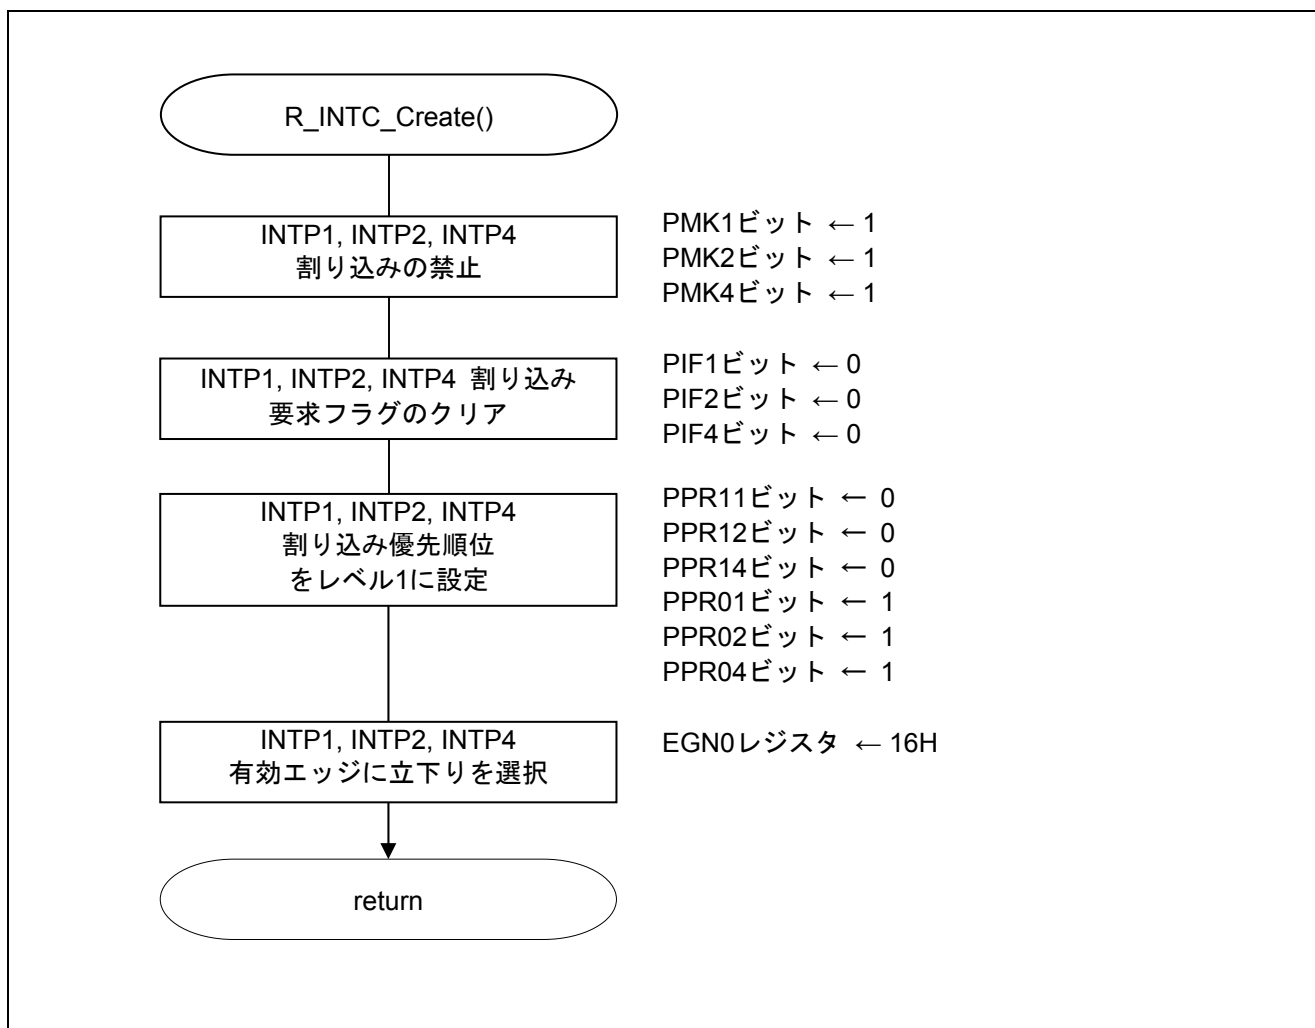 R_INTC_Create()
INTP1, INTP2, INTP4
割り込みの禁止
PMK1ビット ← 1
PMK2ビット ← 1
PMK4ビット ← 1
INTP1, INTP2, INTP4 割り込み
要求フラグのクリア
PIF1ビット ← 0
PIF2ビット ← 0
PIF4ビット ← 0
INTP1, INTP2, INTP4
割り込み優先順位
をレベル1に設定
PPR11ビット ← 0
PPR12ビット ← 0
PPR14ビット ← 0
PPR01ビット ← 1
PPR02ビット ← 1
PPR04ビット ← 1
INTP1, INTP2, INTP4
有効エッジに立下りを選択
EGN0レジスタ ← 16H
return